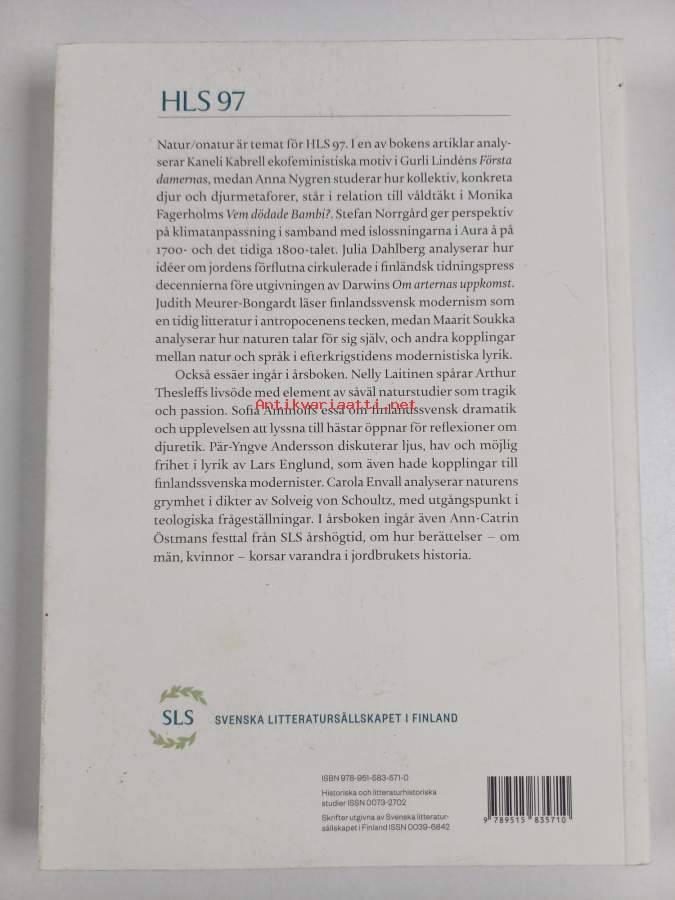 HLS 97
Natur/onatur är temat för HLS 97. I en av bokens artiklar analy-
serar Kaneli Kabrell ekofeministiska motiv i Gurli Lindéns Första
damernas, medan Anna Nygren studerar hur kollektiv, konkreta
djur och djurmetaforer, står i relation till våldtäkt i Monika
Fagerholms Vem dödade Bambi?. Stefan Norrgård ger perspektiv
på klimatanpassning i samband med islossningarna i Aura å på
1700- och det tidiga 1800-talet. Julia Dahlberg analyserar hur
idéer om jordens förflutna cirkulerade i finländsk tidningspress
decennierna före utgivningen av Darwins Om arternas uppkomst.
Judith Meurer-Bongardt läser finlandssvensk modernism som
en tidig litteratur i antropocenens tecken, medan Maarit Soukka
analyserar hur naturen talar för sig själv, och andra kopplingar
mellan natur och språk i efterkrigstidens modernistiska lyrik.
Också essäer ingår i årsboken. Nelly Laitinen spårar Arthur
Thesleffs livsöde med element av såväl naturstudier som tragik
och passion. Sofia Aminoffs essä om finlandssvensk dramatik
Antikvariaatti.net
och upplevelsen att lyssna till hästar öppnar för reflexioner om
djuretik. Pär-Yngve Andersson diskuterar ljus, hav och möjlig
frihet i lyrik av Lars Englund, som även hade kopplingar till
finlandssvenska modernister. Carola Envall analyserar naturens
grymhet i dikter av Solveig von Schoultz, med utgångspunkt i
teologiska frågeställningar. I årsboken ingår även Ann-Catrin
Östmans festtal från SLS årshögtid, om hur berättelser – om
män, kvinnor – korsar varandra i jordbrukets historia.
SLS
SVENSKA LITTERATURSÄLLSKAPET I FINLAND
ISBN 978-951-583-571-0
Historiska och litteraturhistoriska
studier ISSN 0073-2702
Skrifter utgivna av Svenska litteratur-
sällskapet i Finland ISSN 0039-6842
9 789515 835710